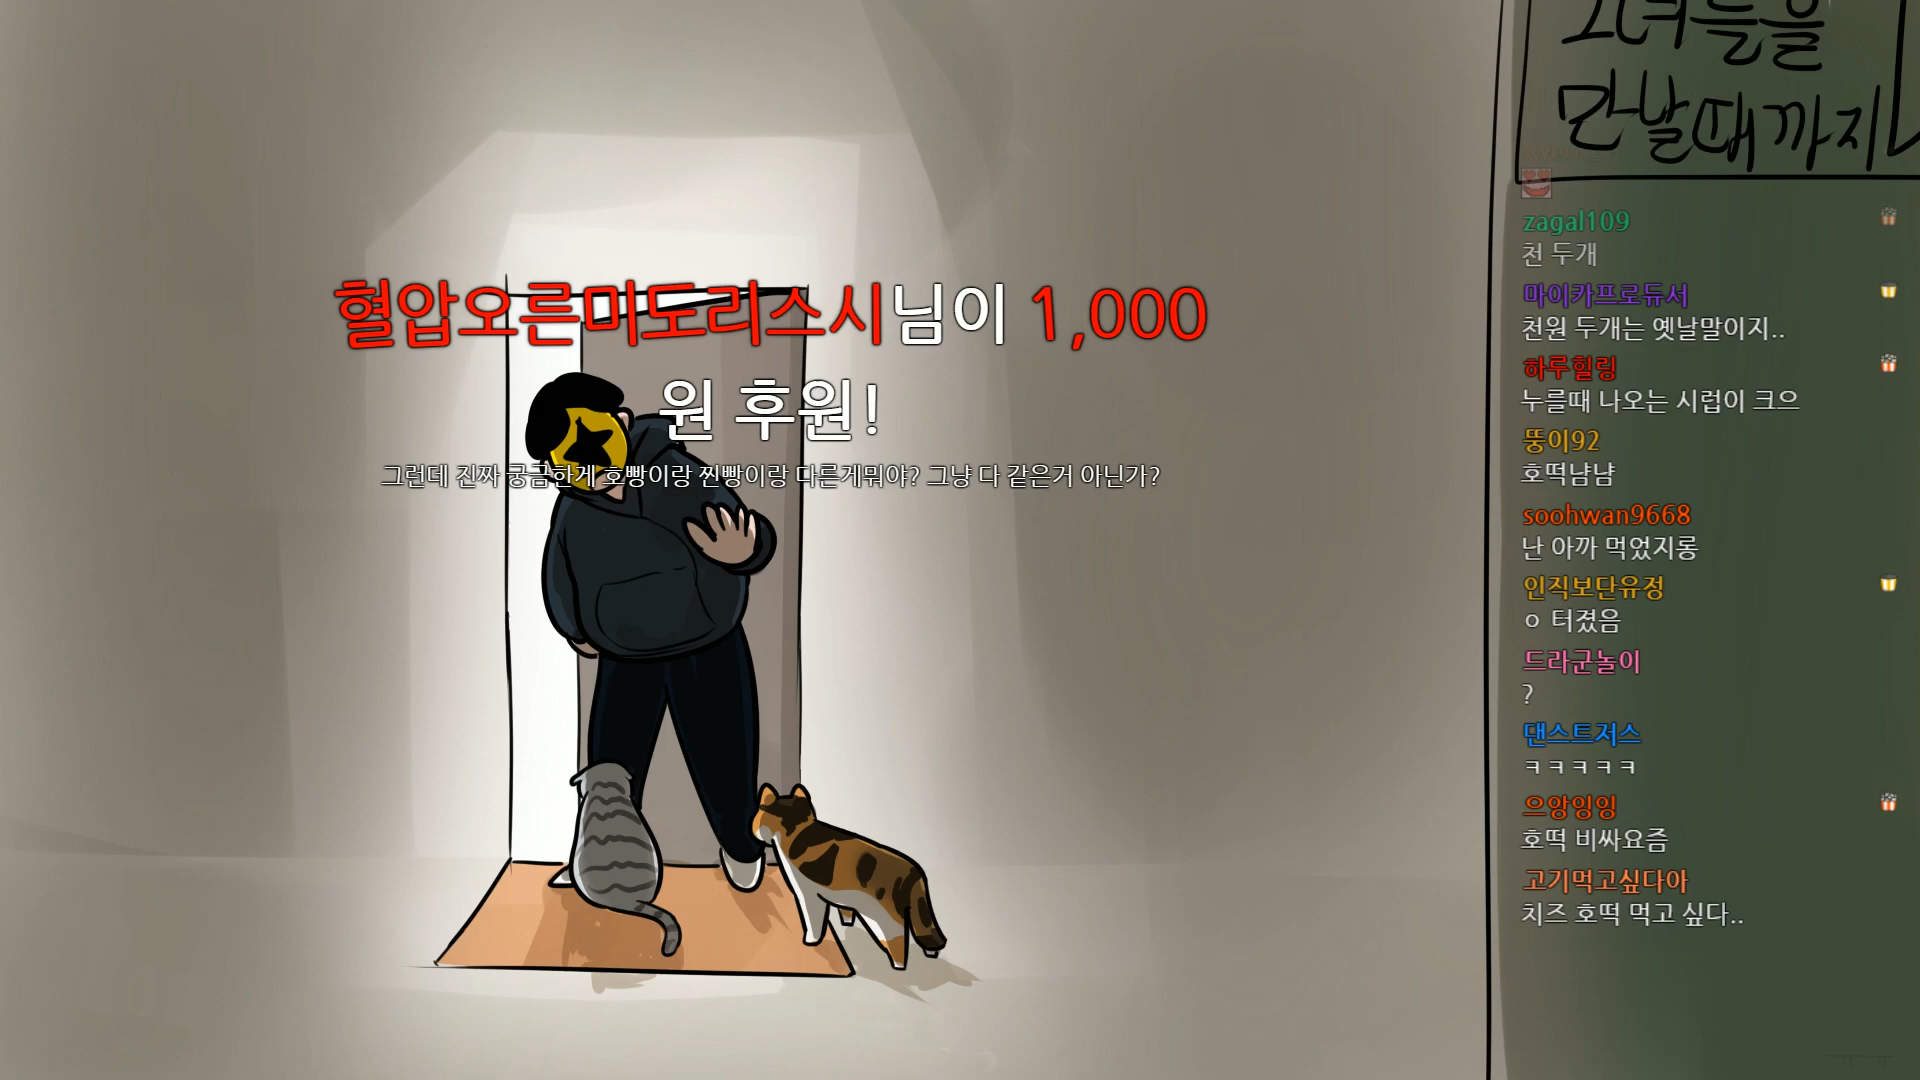 혈압오른미도리스시님이 1,000
원 후원!
그런데 진짜 궁금한게 호빵이랑 찐빵이랑 다른게뭐야? 그냥 다 같은거 아닌가?
그녀들을
만날때까지
zagal109
천 두개
마이카프로듀서
천원 두개는 옛날말이지..
하루힐링
누를때 나오는 시럽이 크으
뚱이92
호떡냠냠
soohwan9668
난 아까 먹었지롱
인직보단유정
ㅇ 터졌음
드라군놀이
?
댄스트저스
ㅋㅋㅋㅋㅋ
으앙잉잉
호떡 비싸요즘
고기먹고싶다아
치즈 호떡 먹고 싶다..